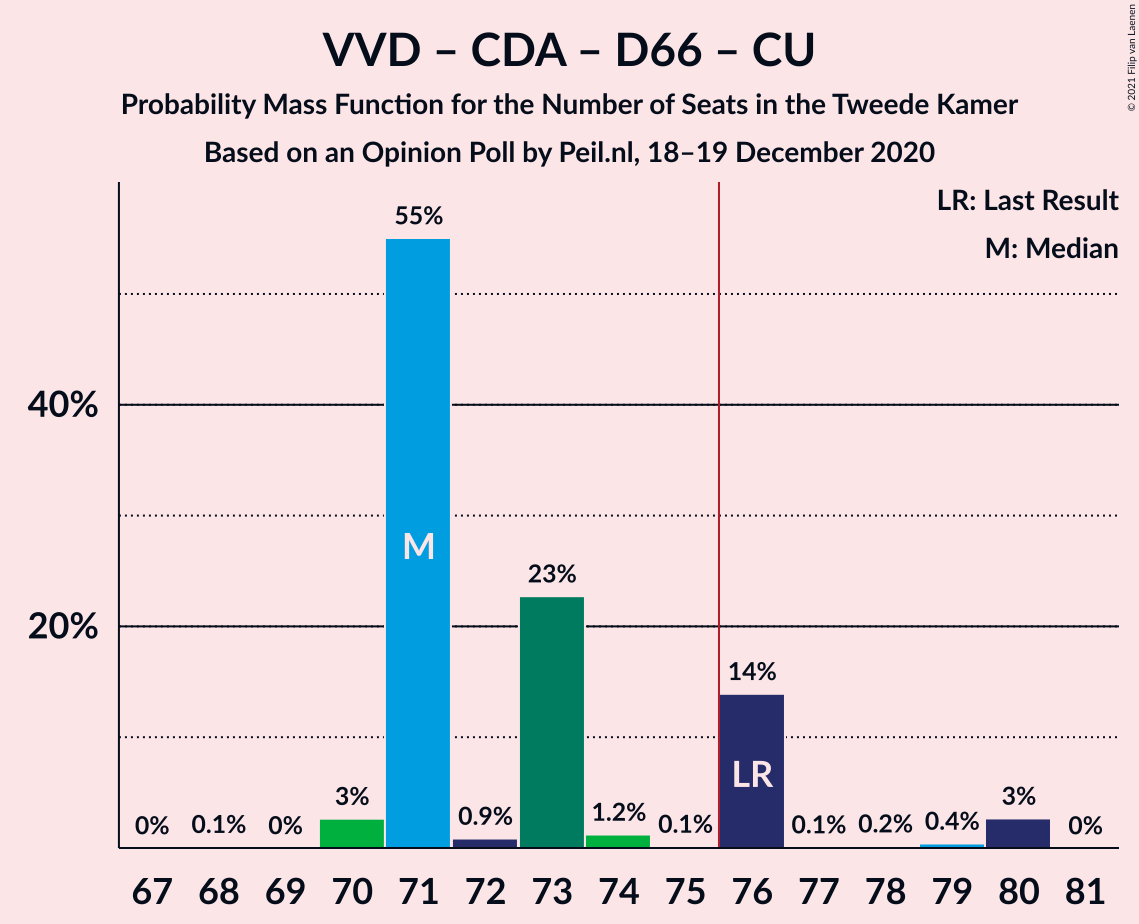 VVD – CDA – D66 – CU
Probability Mass Function for the Number of Seats in the Tweede Kamer
Based on an Opinion Poll by Peil.nl, 18–19 December 2020
© 2021 Filip van Laenen
LR: Last Result
M: Median
40%
20%
0%
0.1%
0%
3%
55%
0.9%
23%
1.2%
0.1%
14%
0.1%
0.2%
0.4%
3%
0%
M
LR
67 68 69 70 71 72 73 74 75 76 77 78 79 80 81